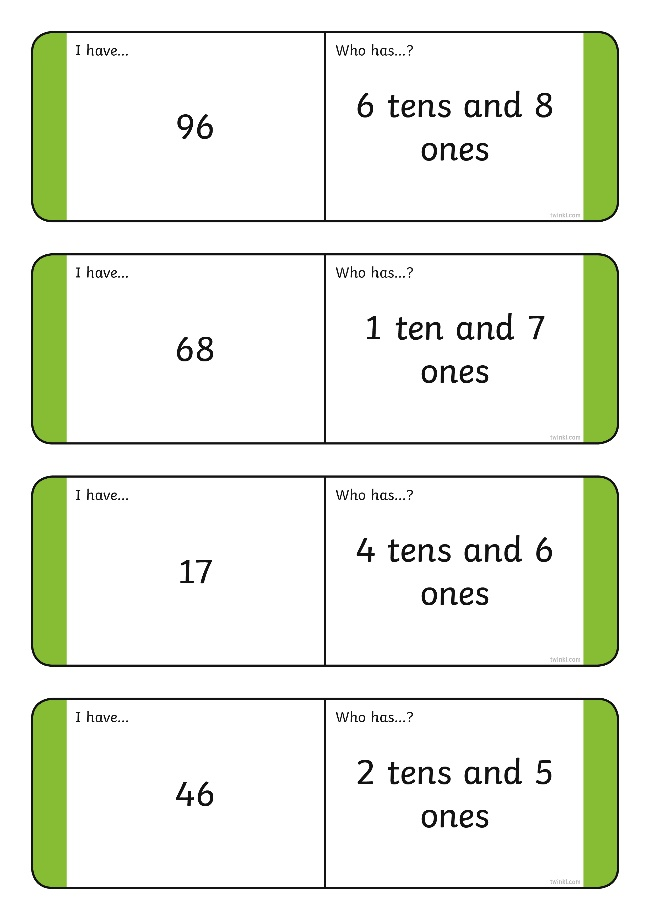 I have...
96
Who has...?
6 tens and 8
ones
twinkl.com
I have...
68
Who has...?
1 ten and 7
ones
twinkl.com
I have...
17
Who has...?
4 tens and 6
ones
twinkl.com
I have...
46
Who has...?
2 tens and 5
ones
twinkl.com